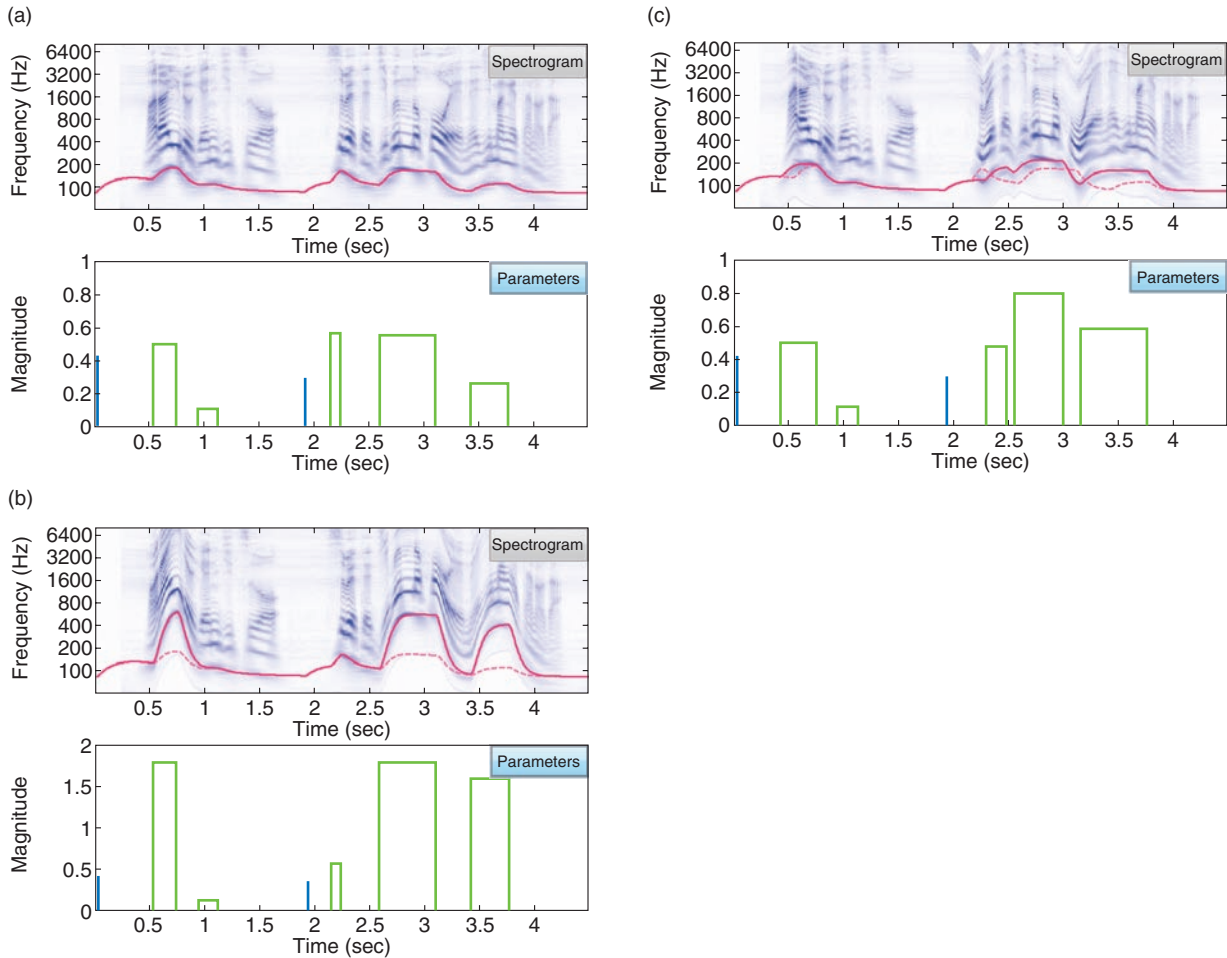 (a)
Frequency (Hz)
6400
3200
1600
800
400
200
100
Spectrogram
0.5 1 1.5 2 2.5 3 3.5 4
Time (sec)
Magnitude
1
0.8
0.6
0.4
0.2
0
Parameters
0.5 1 1.5 2 2.5 3 3.5 4
Time (sec)
(b)
Frequency (Hz)
6400
3200
1600
800
400
200
100
Spectrogram
0.5 1 1.5 2 2.5 3 3.5 4
Time (sec)
Magnitude
2
1.5
1
0.5
0
Parameters
0.5 1 1.5 2 2.5 3 3.5 4
Time (sec)
(c)
Frequency (Hz)
6400
3200
1600
800
400
200
100
Spectrogram
0.5 1 1.5 2 2.5 3 3.5 4
Time (sec)
Magnitude
1
0.8
0.6
0.4
0.2
0
Parameters
0.5 1 1.5 2 2.5 3 3.5 4
Time (sec)